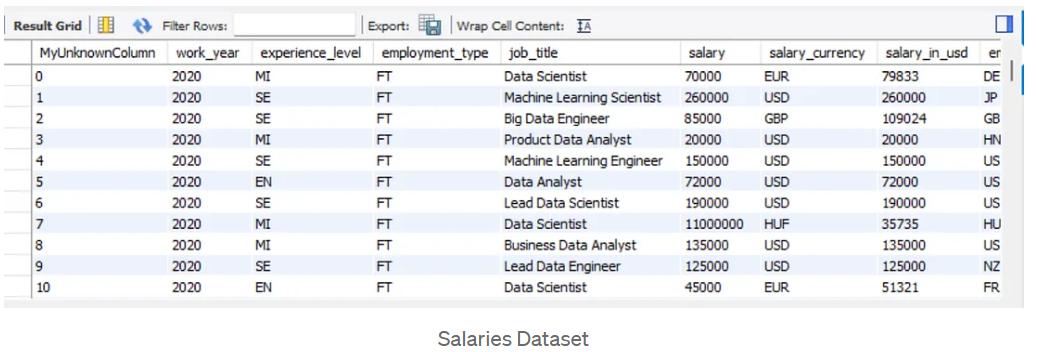 Result Grid Filter Rows: Export: Wrap Cell Content: IA
MyUnknownColumn work_year experience_level employment_type job_title salary salary_currency salary_in_usd er
0 2020 MI FT Data Scientist 70000 EUR 79833 DE
1 2020 SE FT Machine Learning Scientist 260000 USD 260000 JP
2 2020 SE FT Big Data Engineer 85000 GBP 109024 GB
3 2020 MI FT Product Data Analyst 20000 USD 20000 HN
4 2020 SE FT Machine Learning Engineer 150000 USD 150000 US
5 2020 EN FT Data Analyst 72000 USD 72000 US
6 2020 SE FT Lead Data Scientist 190000 USD 190000 US
7 2020 MI FT Data Scientist 11000000 HUF 35735 HU
8 2020 MI FT Business Data Analyst 135000 USD 135000 US
9 2020 SE FT Lead Data Engineer 125000 USD 125000 NZ
10 2020 EN FT Data Scientist 45000 EUR 51321 FR
Salaries Dataset